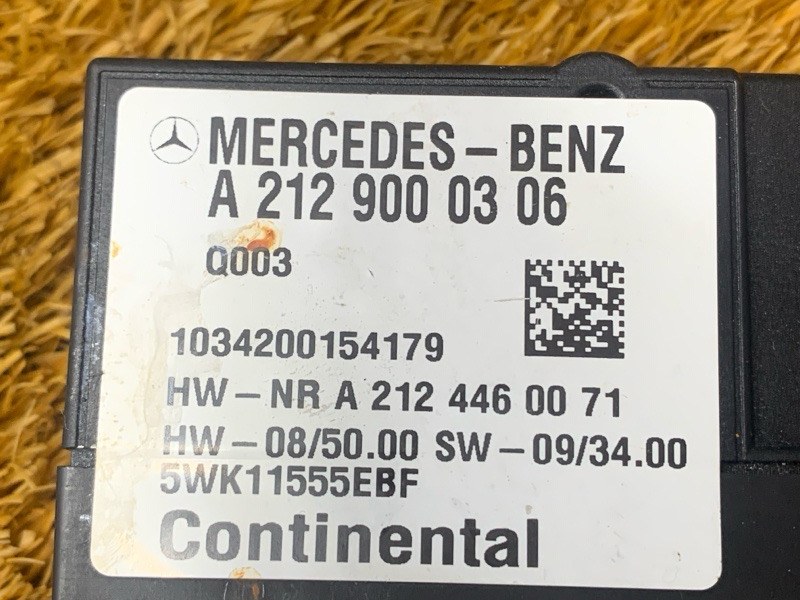 MERCEDES-BENZ
A 212 900 03 06
Q003
1034200154179
HW-NR A 212 446 00 71
HW-08/50.00 SW-09/34.00
5WK11555EBF
Continental